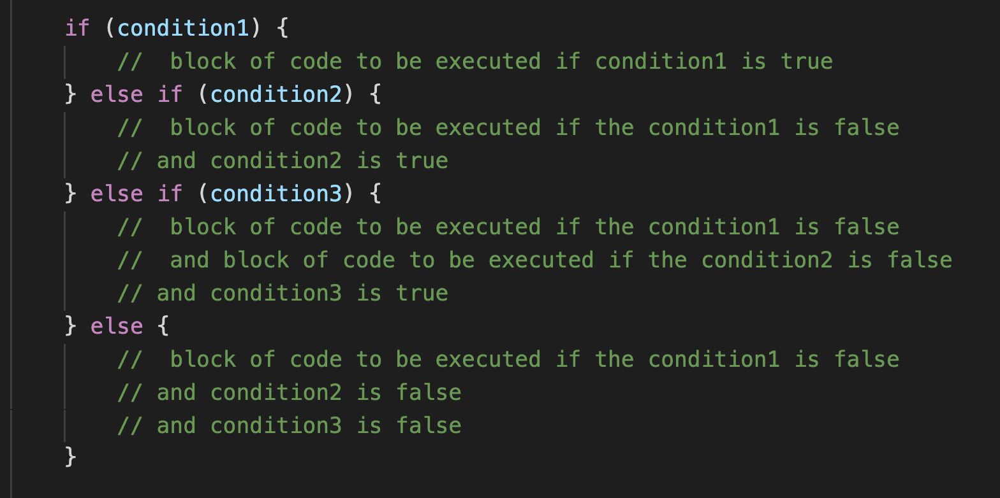 if (condition1) {
    //  block of code to be executed if condition1 is true
} else if (condition2) {
    //  block of code to be executed if the condition1 is false
    // and condition2 is true
} else if (condition3) {
    //  block of code to be executed if the condition1 is false
    //  and block of code to be executed if the condition2 is false
    // and condition3 is true
} else {
    //  block of code to be executed if the condition1 is false
    // and condition2 is false
    // and condition3 is false
}